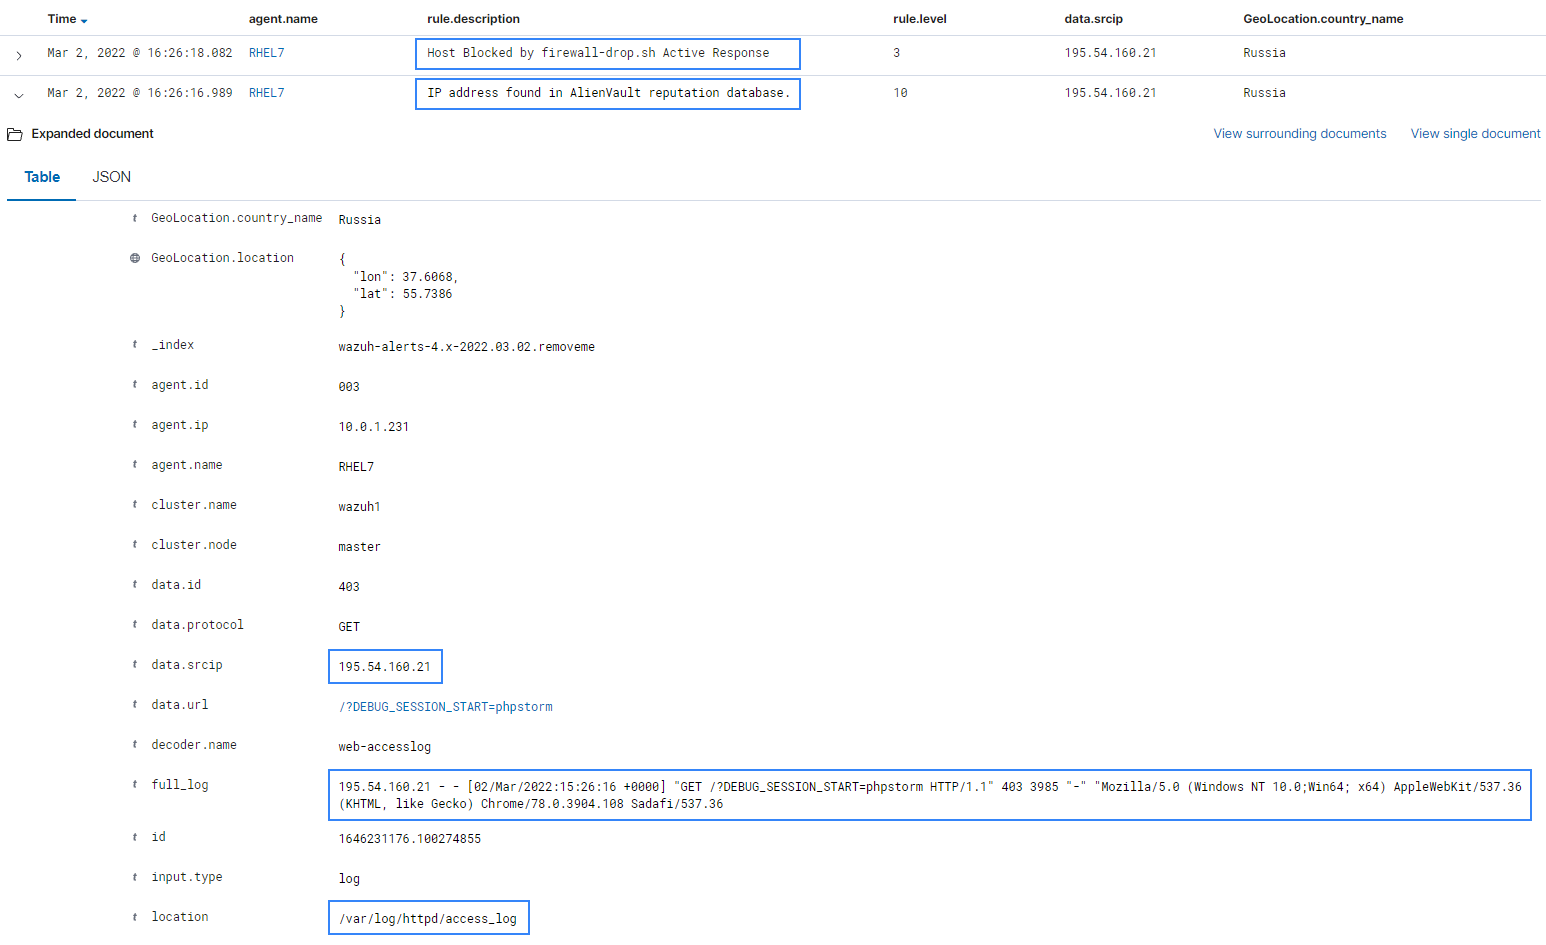 Time agent.name rule.description rule.level data.srcip GeoLocation.country_name
Mar 2, 2022 @ 16:26:18.082 RHEL7 Host Blocked by firewall-drop.sh Active Response 3 195.54.160.21 Russia
Mar 2, 2022 @ 16:26:16.989 RHEL7 IP address found in AlienVault reputation database. 10 195.54.160.21 Russia
Expanded document View surrounding documents View single document
Table JSON
t GeoLocation.country_name Russia
GeoLocation.location {
"lon": 37.6068,
"lat": 55.7386
}
t _index wazuh-alerts-4.x-2022.03.02.removeme
t agent.id 003
t agent.ip 10.0.1.231
t agent.name RHEL7
t cluster.name wazuh1
t cluster.node master
t data.id 403
t data.protocol GET
t data.srcip 195.54.160.21
t data.url /?DEBUG_SESSION_START=phpstorm
t decoder.name web-accesslog
t full_log 195.54.160.21 - - [02/Mar/2022:15:26:16 +0000] "GET /?DEBUG_SESSION_START=phpstorm HTTP/1.1" 403 3985 "-" "Mozilla/5.0 (Windows NT 10.0;Win64; x64) AppleWebKit/537.36
(KHTML, like Gecko) Chrome/78.0.3904.108 Sadafi/537.36
t id 1646231176.100274855
t input.type log
t location /var/log/httpd/access_log